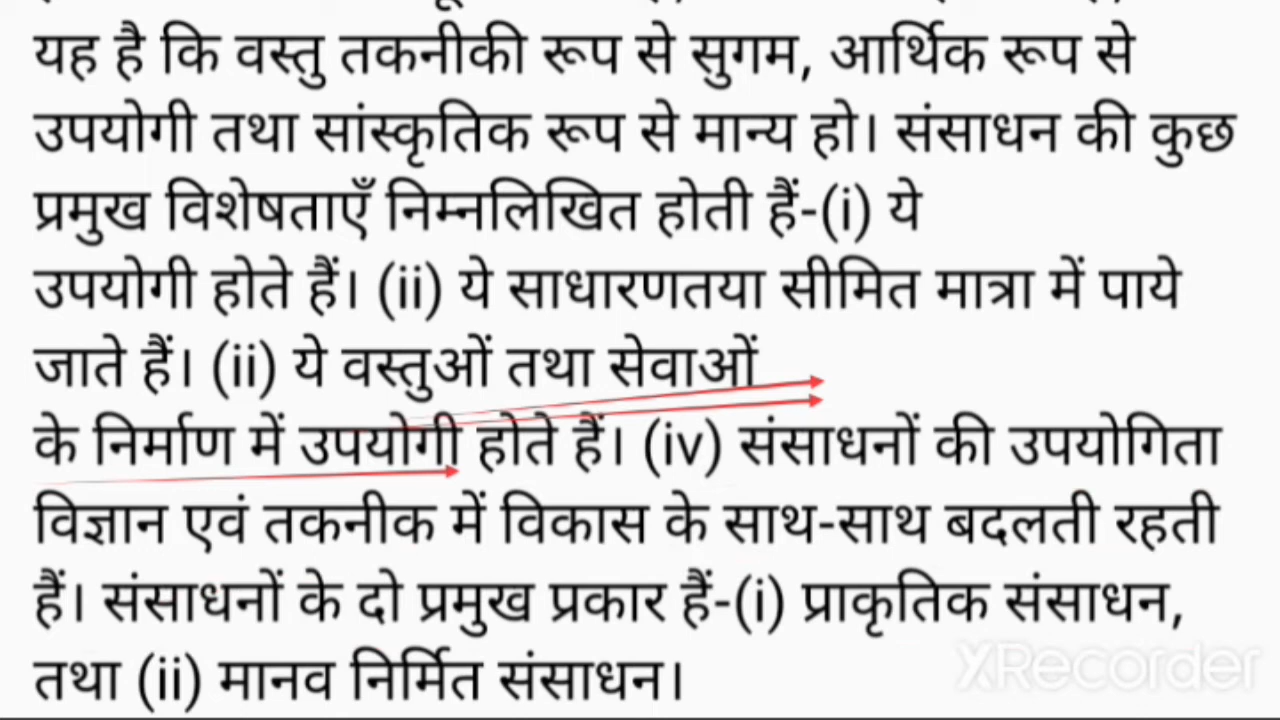 यह है कि वस्तु तकनीकी रूप से सुगम, आर्थिक रूप से
उपयोगी तथा सांस्कृतिक रूप से मान्य हो। संसाधन की कुछ
प्रमुख विशेषताएँ निम्नलिखित होती हैं-(i) ये
उपयोगी होते हैं। (ii) ये साधारणतया सीमित मात्रा में पाये
जाते हैं। (ii) ये वस्तुओं तथा सेवाओं
के निर्माण में उपयोगी होते हैं। (iv) संसाधनों की उपयोगिता
विज्ञान एवं तकनीक में विकास के साथ-साथ बदलती रहती
हैं। संसाधनों के दो प्रमुख प्रकार हैं-(i) प्राकृतिक संसाधन,
तथा (ii) मानव निर्मित संसाधन।
XRecorder